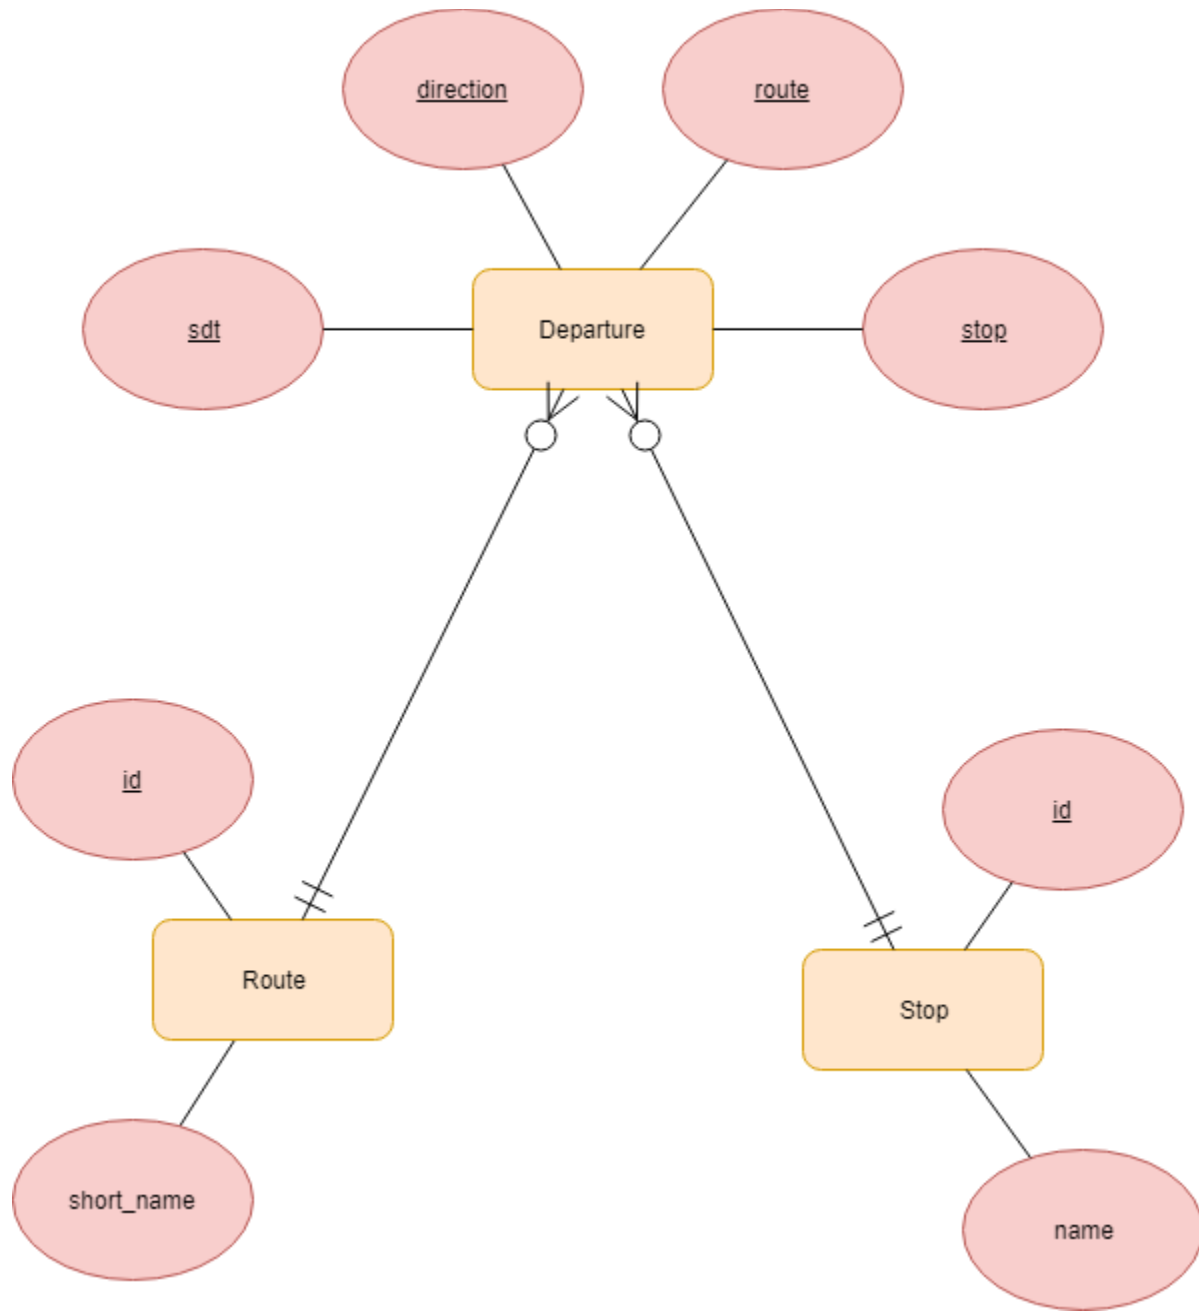 direction
route
sdt
Departure
stop
id
id
Route
Stop
short_name
name